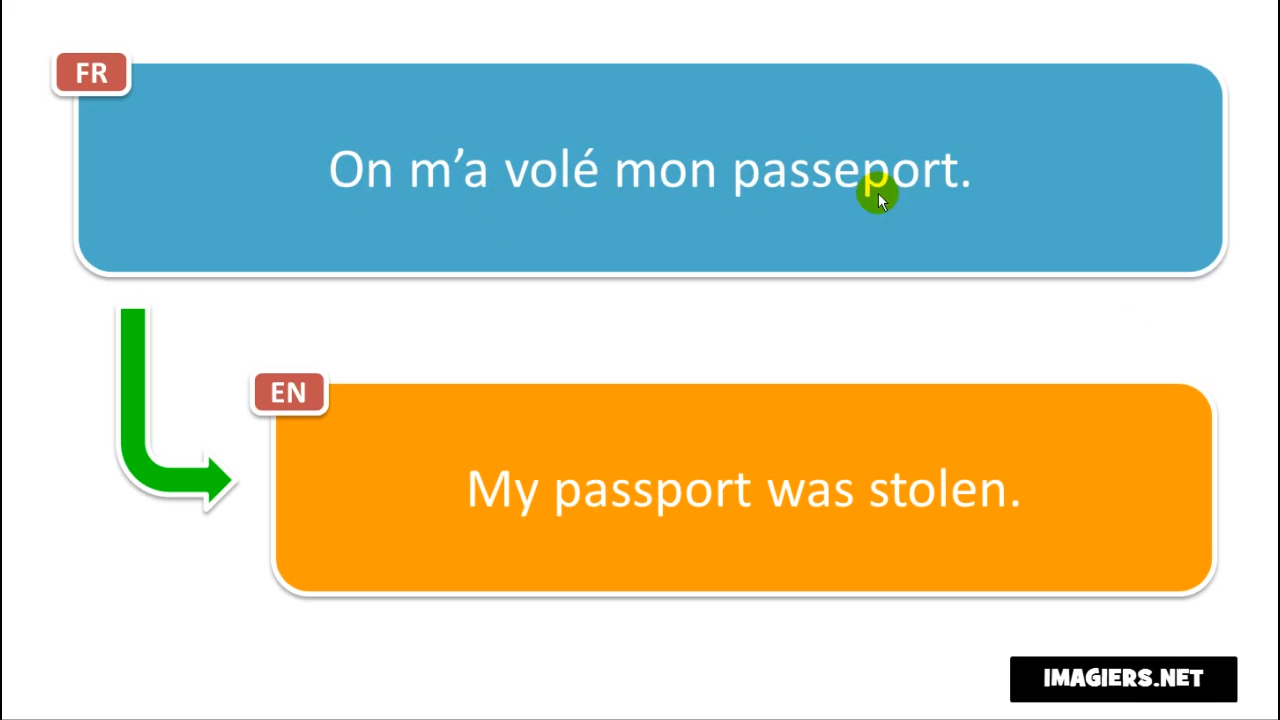 FR
On m’a volé mon passeport.
EN
My passport was stolen.
IMAGIERS.NET